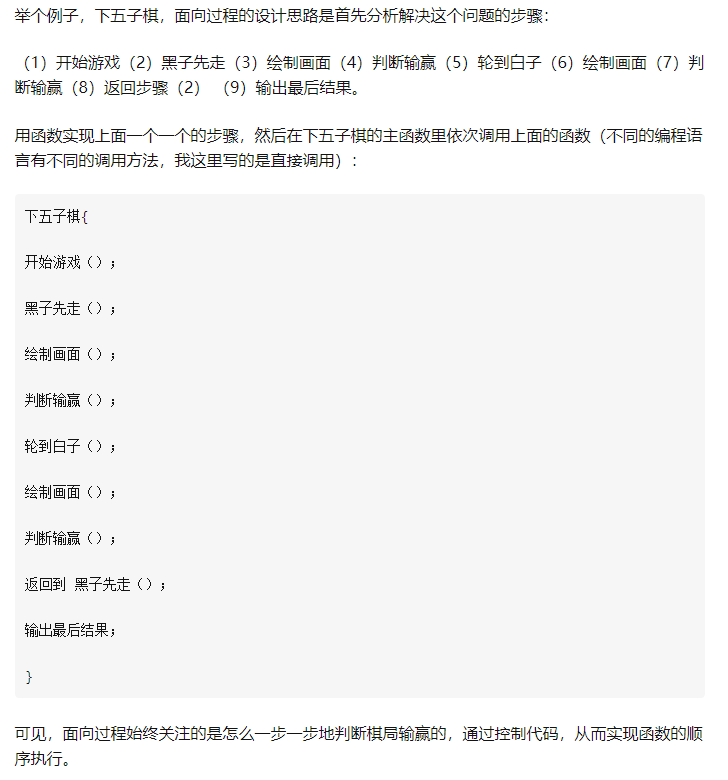 举个例子，下五子棋，面向过程的设计思路是首先分析解决这个问题的步骤：
（1）开始游戏（2）黑子先走（3）绘制画面（4）判断输赢（5）轮到白子（6）绘制画面（7）判
断输赢（8）返回步骤（2） （9）输出最后结果。
用函数实现上面一个一个的步骤，然后在下五子棋的主函数里依次调用上面的函数（不同的编程语
言有不同的调用方法，我这里写的是直接调用）：
下五子棋{
开始游戏（）；
黑子先走（）；
绘制画面（）；
判断输赢（）；
轮到白子（）；
绘制画面（）；
判断输赢（）；
返回到 黑子先走（）；
输出最后结果；
}
可见，面向过程始终关注的是怎么一步一步地判断棋局输赢的，通过控制代码，从而实现函数的顺
序执行。